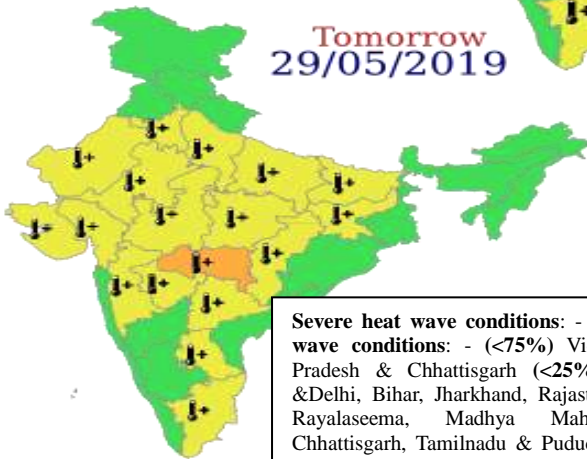 Tomorrow
29/05/2019
Severe heat wave conditions: -
wave conditions: - (<75%) Vi
Pradesh & Chhattisgarh (<25%
&Delhi, Bihar, Jharkhand, Rajast
Rayalaseema, Madhya Mah
Chhattisgarh, Tamilnadu & Pudu